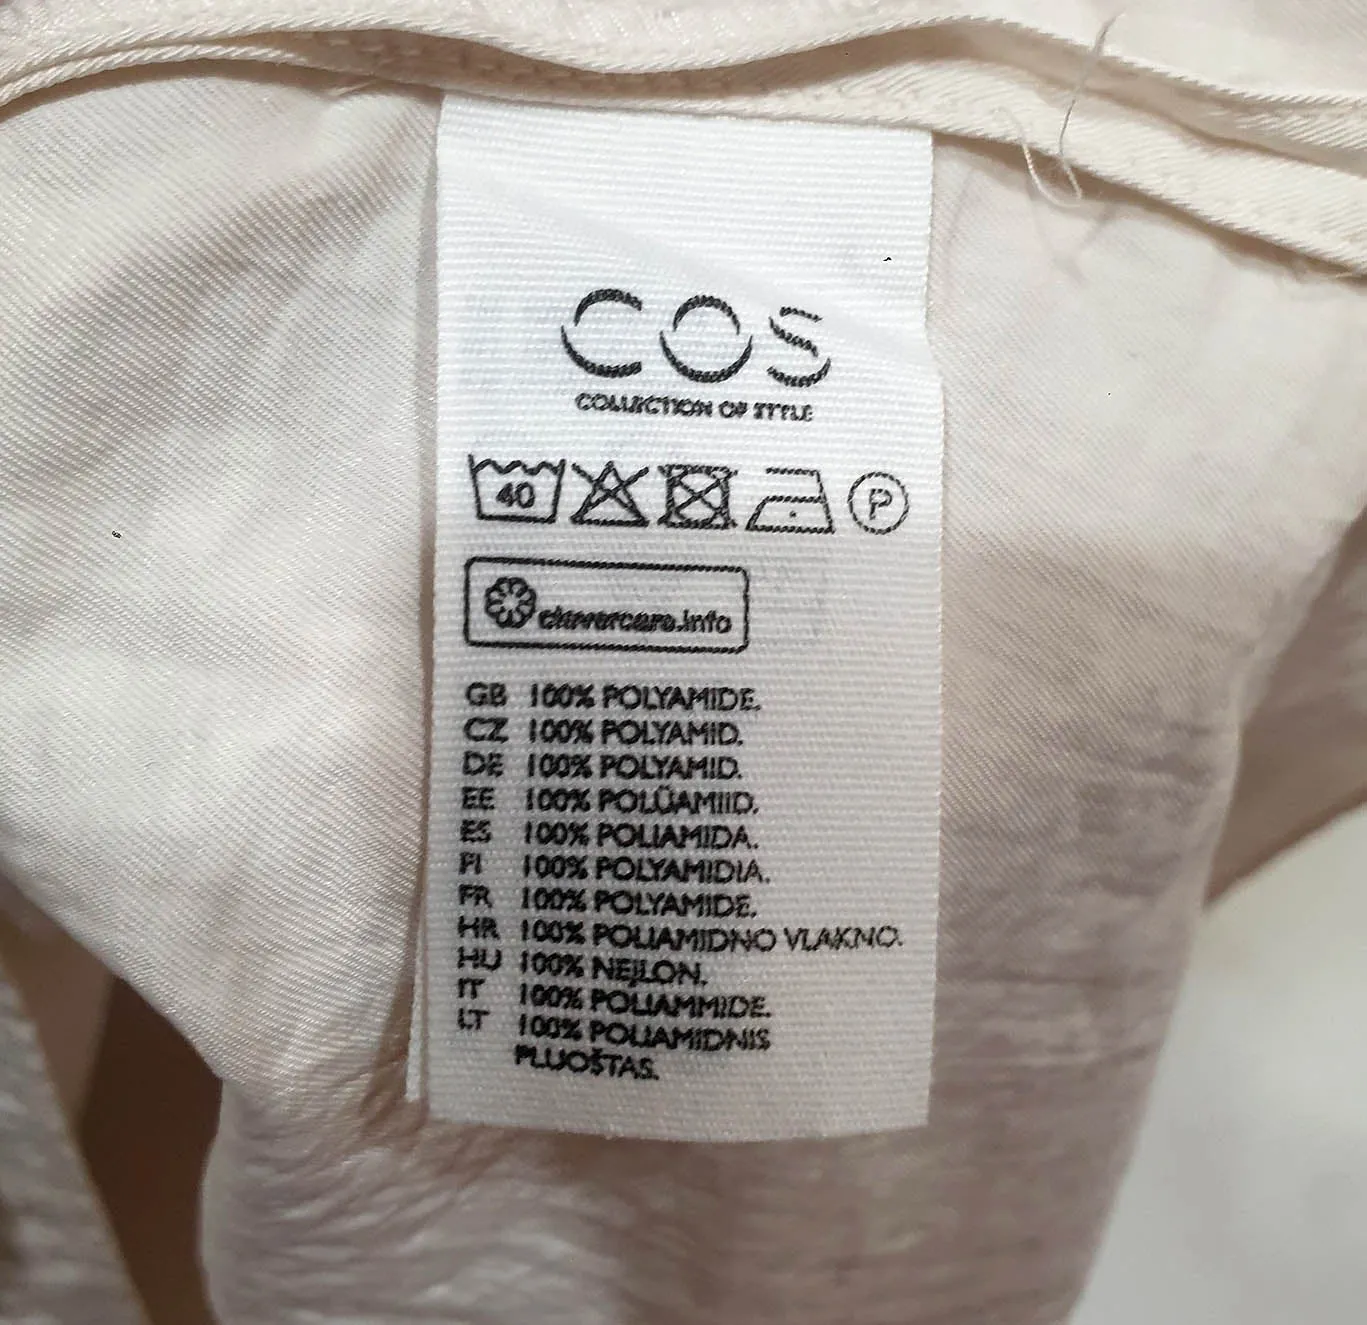 COS
COLLECTION OF STYLE
40 P
clevercare.info
GB 100% POLYAMIDE.
CZ 100% POLYAMID.
DE 100% POLYAMID.
EE 100% POLÜAMIID.
ES 100% POLIAMIDA.
FI 100% POLYAMIDIA.
FR 100% POLYAMIDE.
HR 100% POLIAMIDNO VLAKNO.
HU 100% NEJLON.
IT 100% POLIAMMIDE.
LT 100% POLIAMIDNIS
PLUOŠTAS.